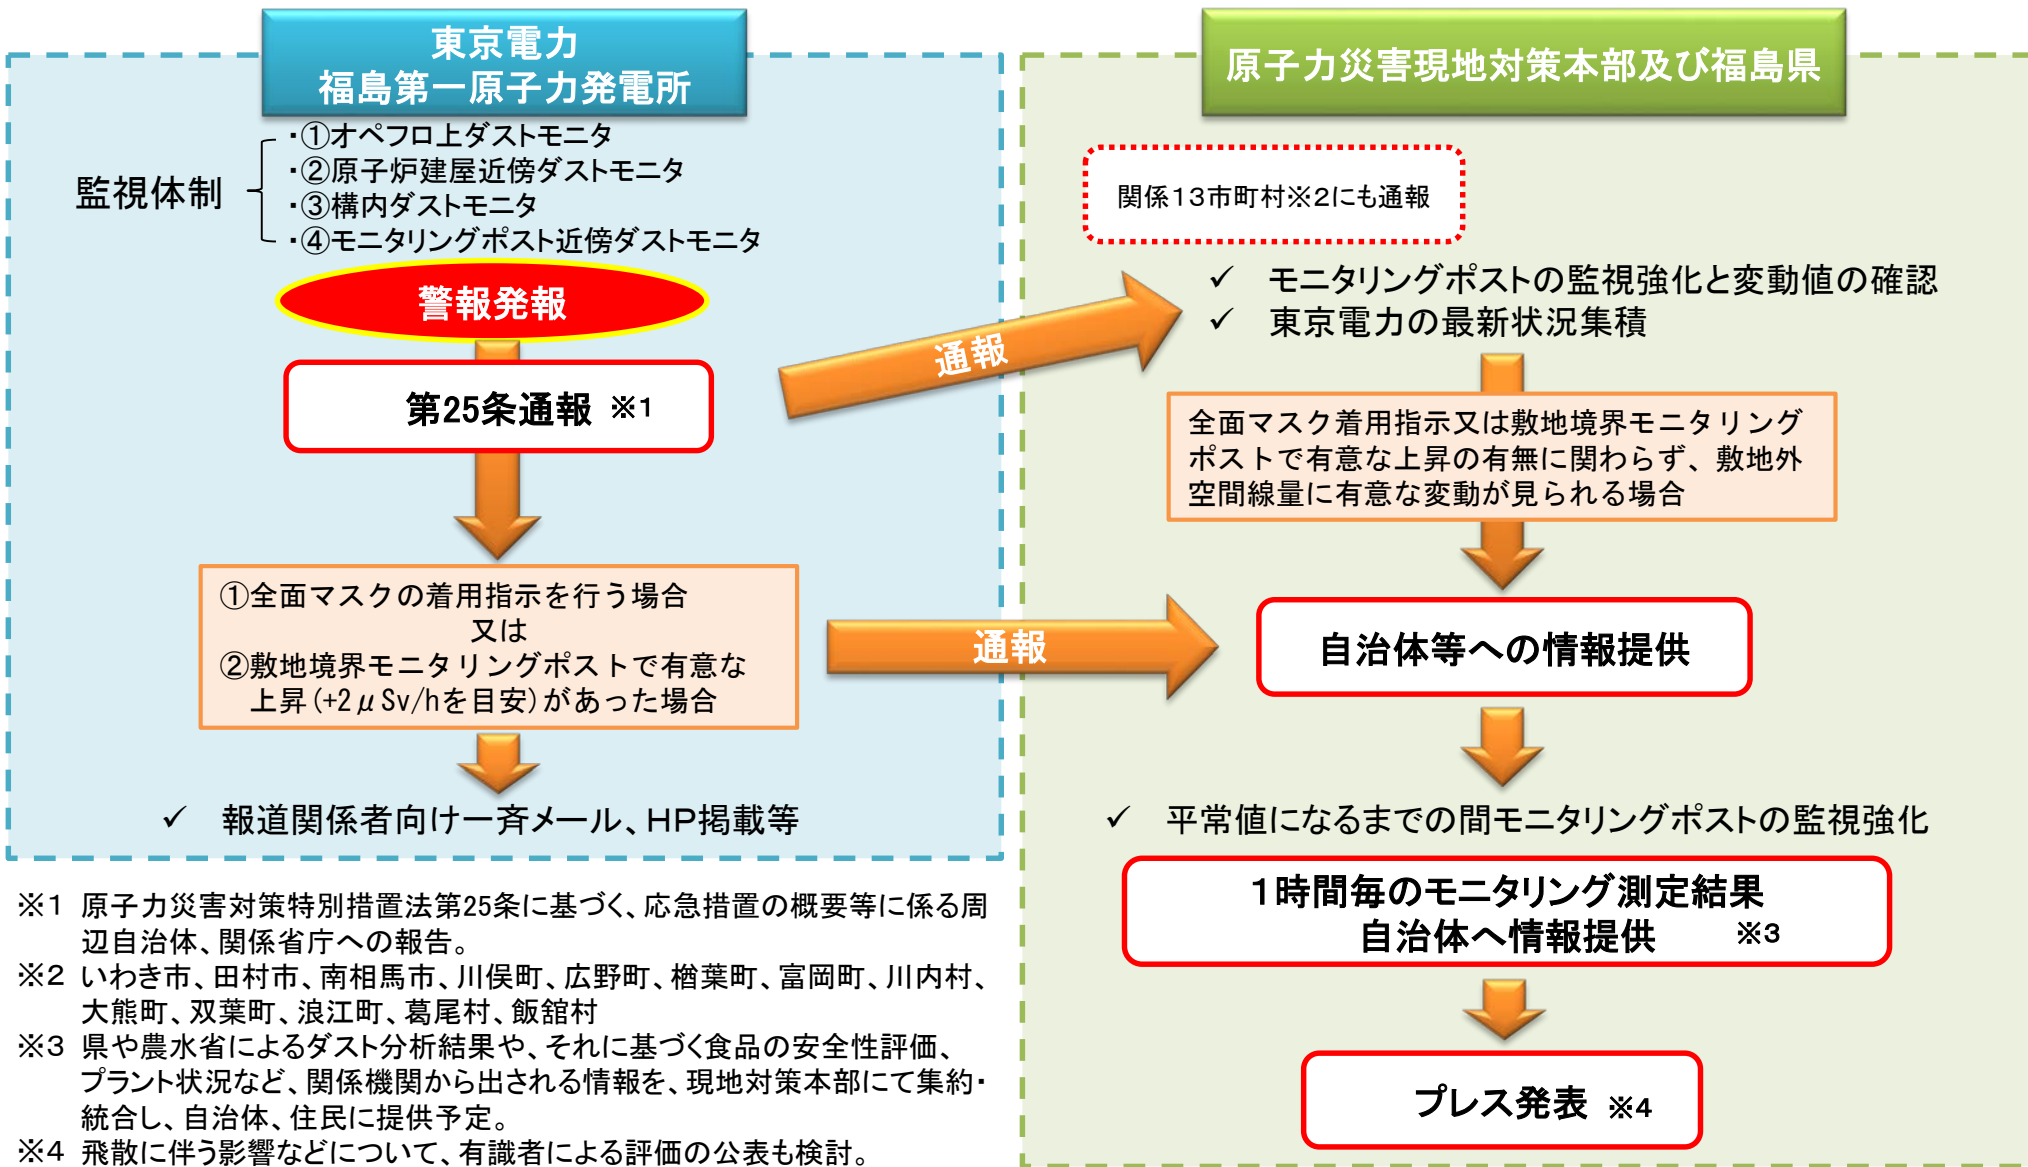 東京電力
福島第一原子力発電所
監視体制
・①オペフロ上ダストモニタ
・②原子炉建屋近傍ダストモニタ
・③構内ダストモニタ
・④モニタリングポスト近傍ダストモニタ
警報発報
第25条通報 ※1
通報
①全面マスクの着用指示を行う場合
又は
②敷地境界モニタリングポストで有意な
上昇(+2μSv/hを目安)があった場合
通報
✓ 報道関係者向け一斉メール、HP掲載等
原子力災害現地対策本部及び福島県
関係13市町村※2にも通報
✓ モニタリングポストの監視強化と変動値の確認
✓ 東京電力の最新状況集積
全面マスク着用指示又は敷地境界モニタリング
ポストで有意な上昇の有無に関わらず、敷地外
空間線量に有意な変動が見られる場合
自治体等への情報提供
✓ 平常値になるまでの間モニタリングポストの監視強化
1時間毎のモニタリング測定結果
自治体へ情報提供 ※3
プレス発表 ※4
※1 原子力災害対策特別措置法第25条に基づく、応急措置の概要等に係る周
辺自治体、関係省庁への報告。
※2 いわき市、田村市、南相馬市、川俣町、広野町、楢葉町、富岡町、川内村、
大熊町、双葉町、浪江町、葛尾村、飯舘村
※3 県や農水省によるダスト分析結果や、それに基づく食品の安全性評価、
プラント状況など、関係機関から出される情報を、現地対策本部にて集約・
統合し、自治体、住民に提供予定。
※4 飛散に伴う影響などについて、有識者による評価の公表も検討。